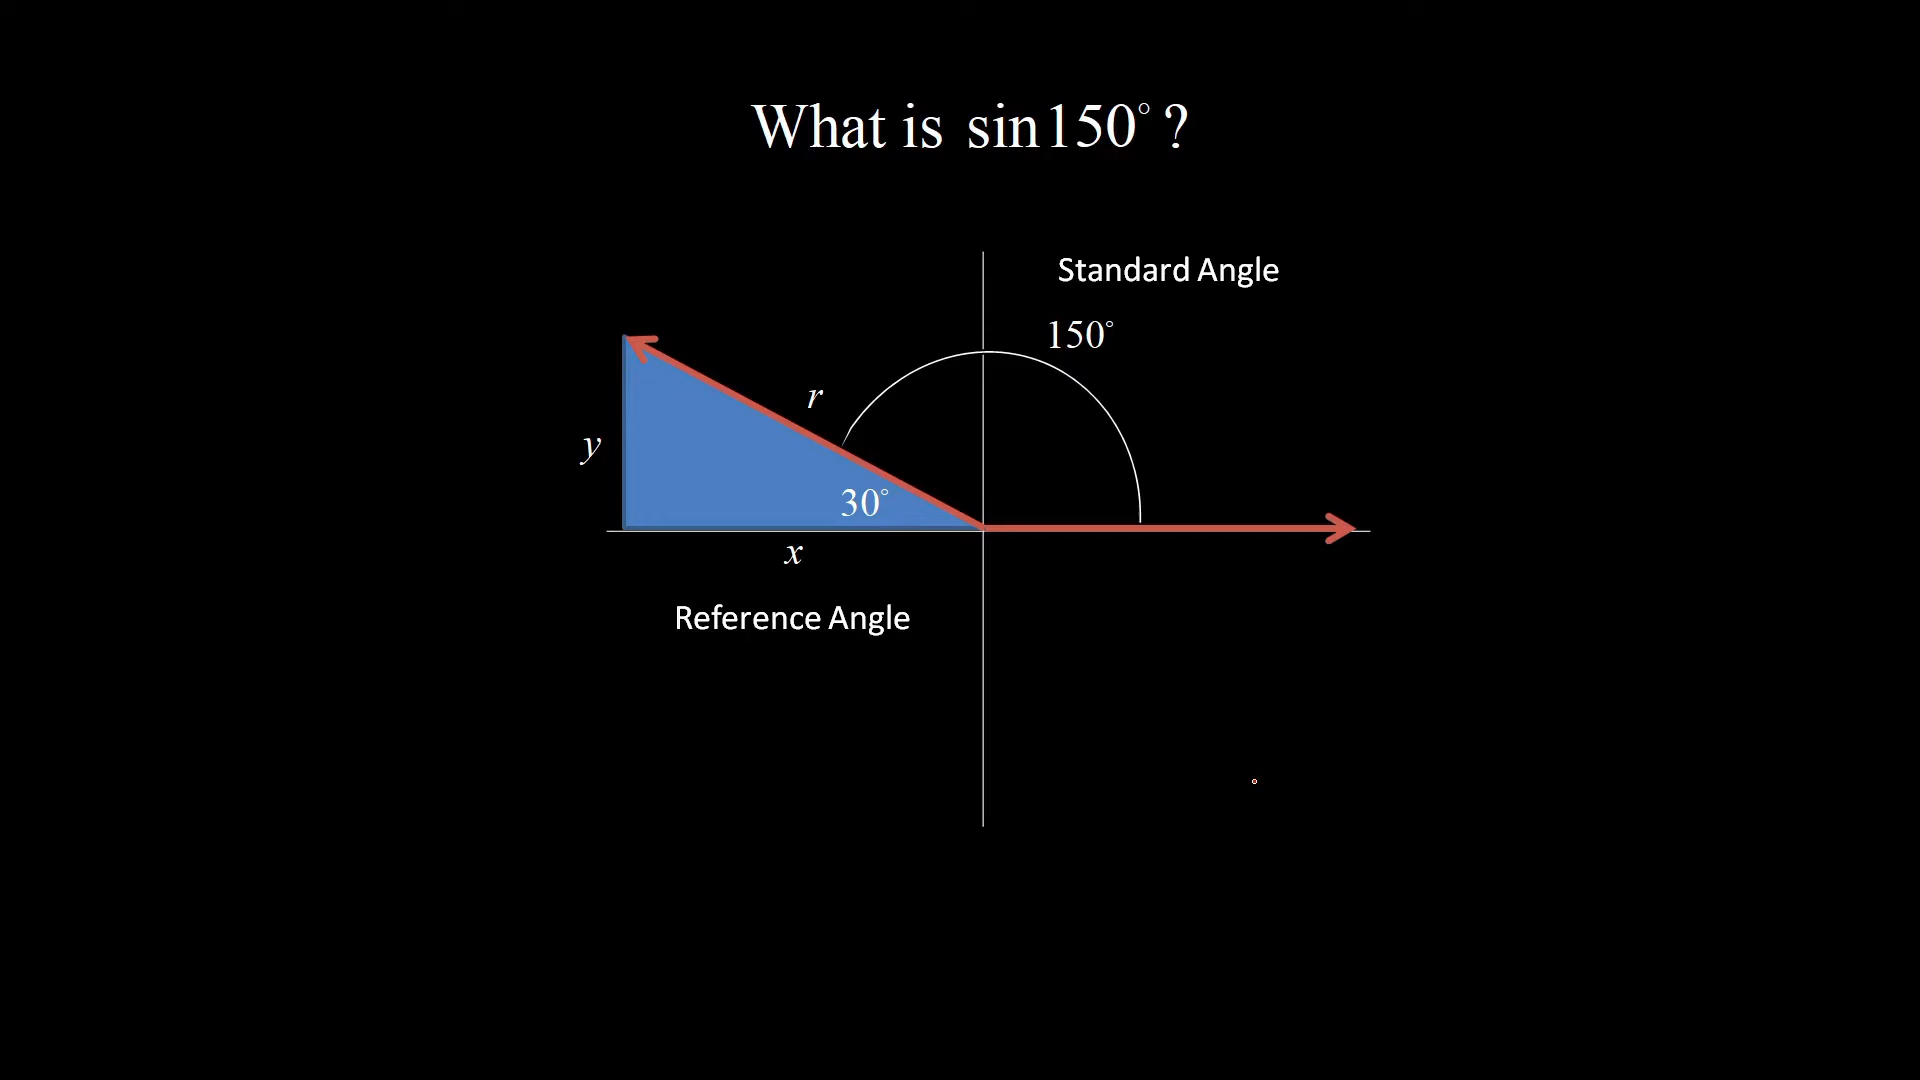 What is sin150°?
Standard Angle
150°
r
y
30°
x
Reference Angle